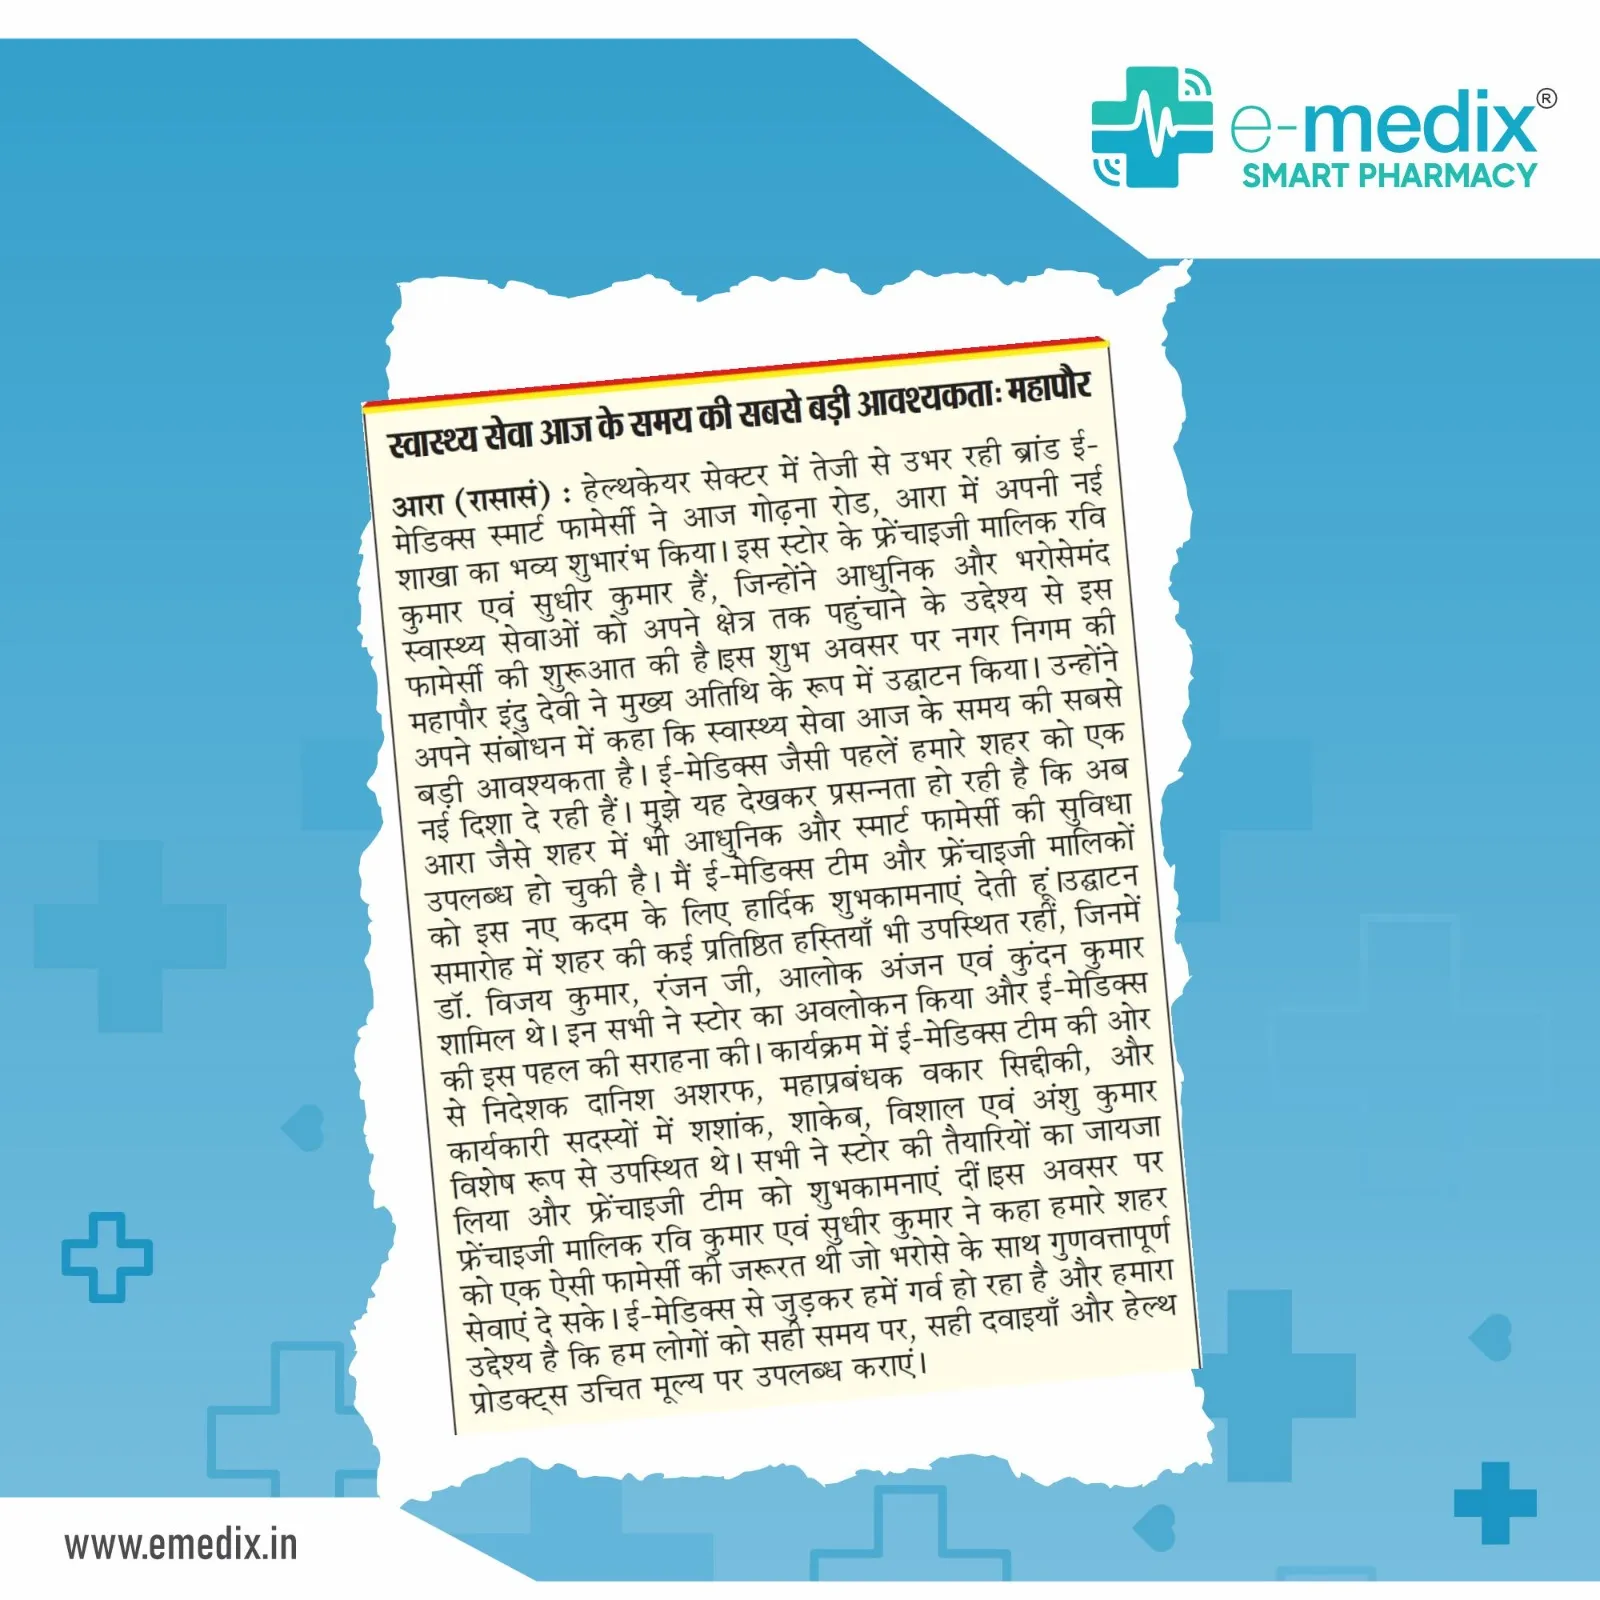 e-medix®
SMART PHARMACY
स्वास्थ्य सेवा आज के समय की सबसे बड़ी आवश्यकता: महापौर
आरा (रासासं) : हेल्थकेयर सेक्टर में तेजी से उभर रही ब्रांड ई-
मेडिक्स स्मार्ट फामेर्सी ने आज गोढ़ना रोड, आरा में अपनी नई
शाखा का भव्य शुभारंभ किया। इस स्टोर के फ्रेंचाइजी मालिक रवि
कुमार एवं सुधीर कुमार हैं, जिन्होंने आधुनिक और भरोसेमंद
स्वास्थ्य सेवाओं को अपने क्षेत्र तक पहुंचाने के उद्देश्य से इस
फामेर्सी की शुरूआत की है।इस शुभ अवसर पर नगर निगम की
महापौर इंदु देवी ने मुख्य अतिथि के रूप में उद्घाटन किया। उन्होंने
अपने संबोधन में कहा कि स्वास्थ्य सेवा आज के समय की सबसे
बड़ी आवश्यकता है। ई-मेडिक्स जैसी पहलें हमारे शहर को एक
नई दिशा दे रही हैं। मुझे यह देखकर प्रसन्नता हो रही है कि अब
आरा जैसे शहर में भी आधुनिक और स्मार्ट फामेर्सी की सुविधा
उपलब्ध हो चुकी है। मैं ई-मेडिक्स टीम और फ्रेंचाइजी मालिकों
को इस नए कदम के लिए हार्दिक शुभकामनाएं देती हूं।उद्घाटन
समारोह में शहर की कई प्रतिष्ठित हस्तियाँ भी उपस्थित रहीं, जिनमें
डॉ. विजय कुमार, रंजन जी, आलोक अंजन एवं कुंदन कुमार
शामिल थे। इन सभी ने स्टोर का अवलोकन किया और ई-मेडिक्स
की इस पहल की सराहना की। कार्यक्रम में ई-मेडिक्स टीम की ओर
से निदेशक दानिश अशरफ, महाप्रबंधक वकार सिद्दीकी, और
कार्यकारी सदस्यों में शशांक, शाकेब, विशाल एवं अंशु कुमार
विशेष रूप से उपस्थित थे। सभी ने स्टोर की तैयारियों का जायजा
लिया और फ्रेंचाइजी टीम को शुभकामनाएं दीं।इस अवसर पर
फ्रेंचाइजी मालिक रवि कुमार एवं सुधीर कुमार ने कहा हमारे शहर
को एक ऐसी फामेर्सी की जरूरत थी जो भरोसे के साथ गुणवत्तापूर्ण
सेवाएं दे सके। ई-मेडिक्स से जुड़कर हमें गर्व हो रहा है और हमारा
उद्देश्य है कि हम लोगों को सही समय पर, सही दवाइयाँ और हेल्थ
प्रोडक्ट्स उचित मूल्य पर उपलब्ध कराएं।
www.emedix.in